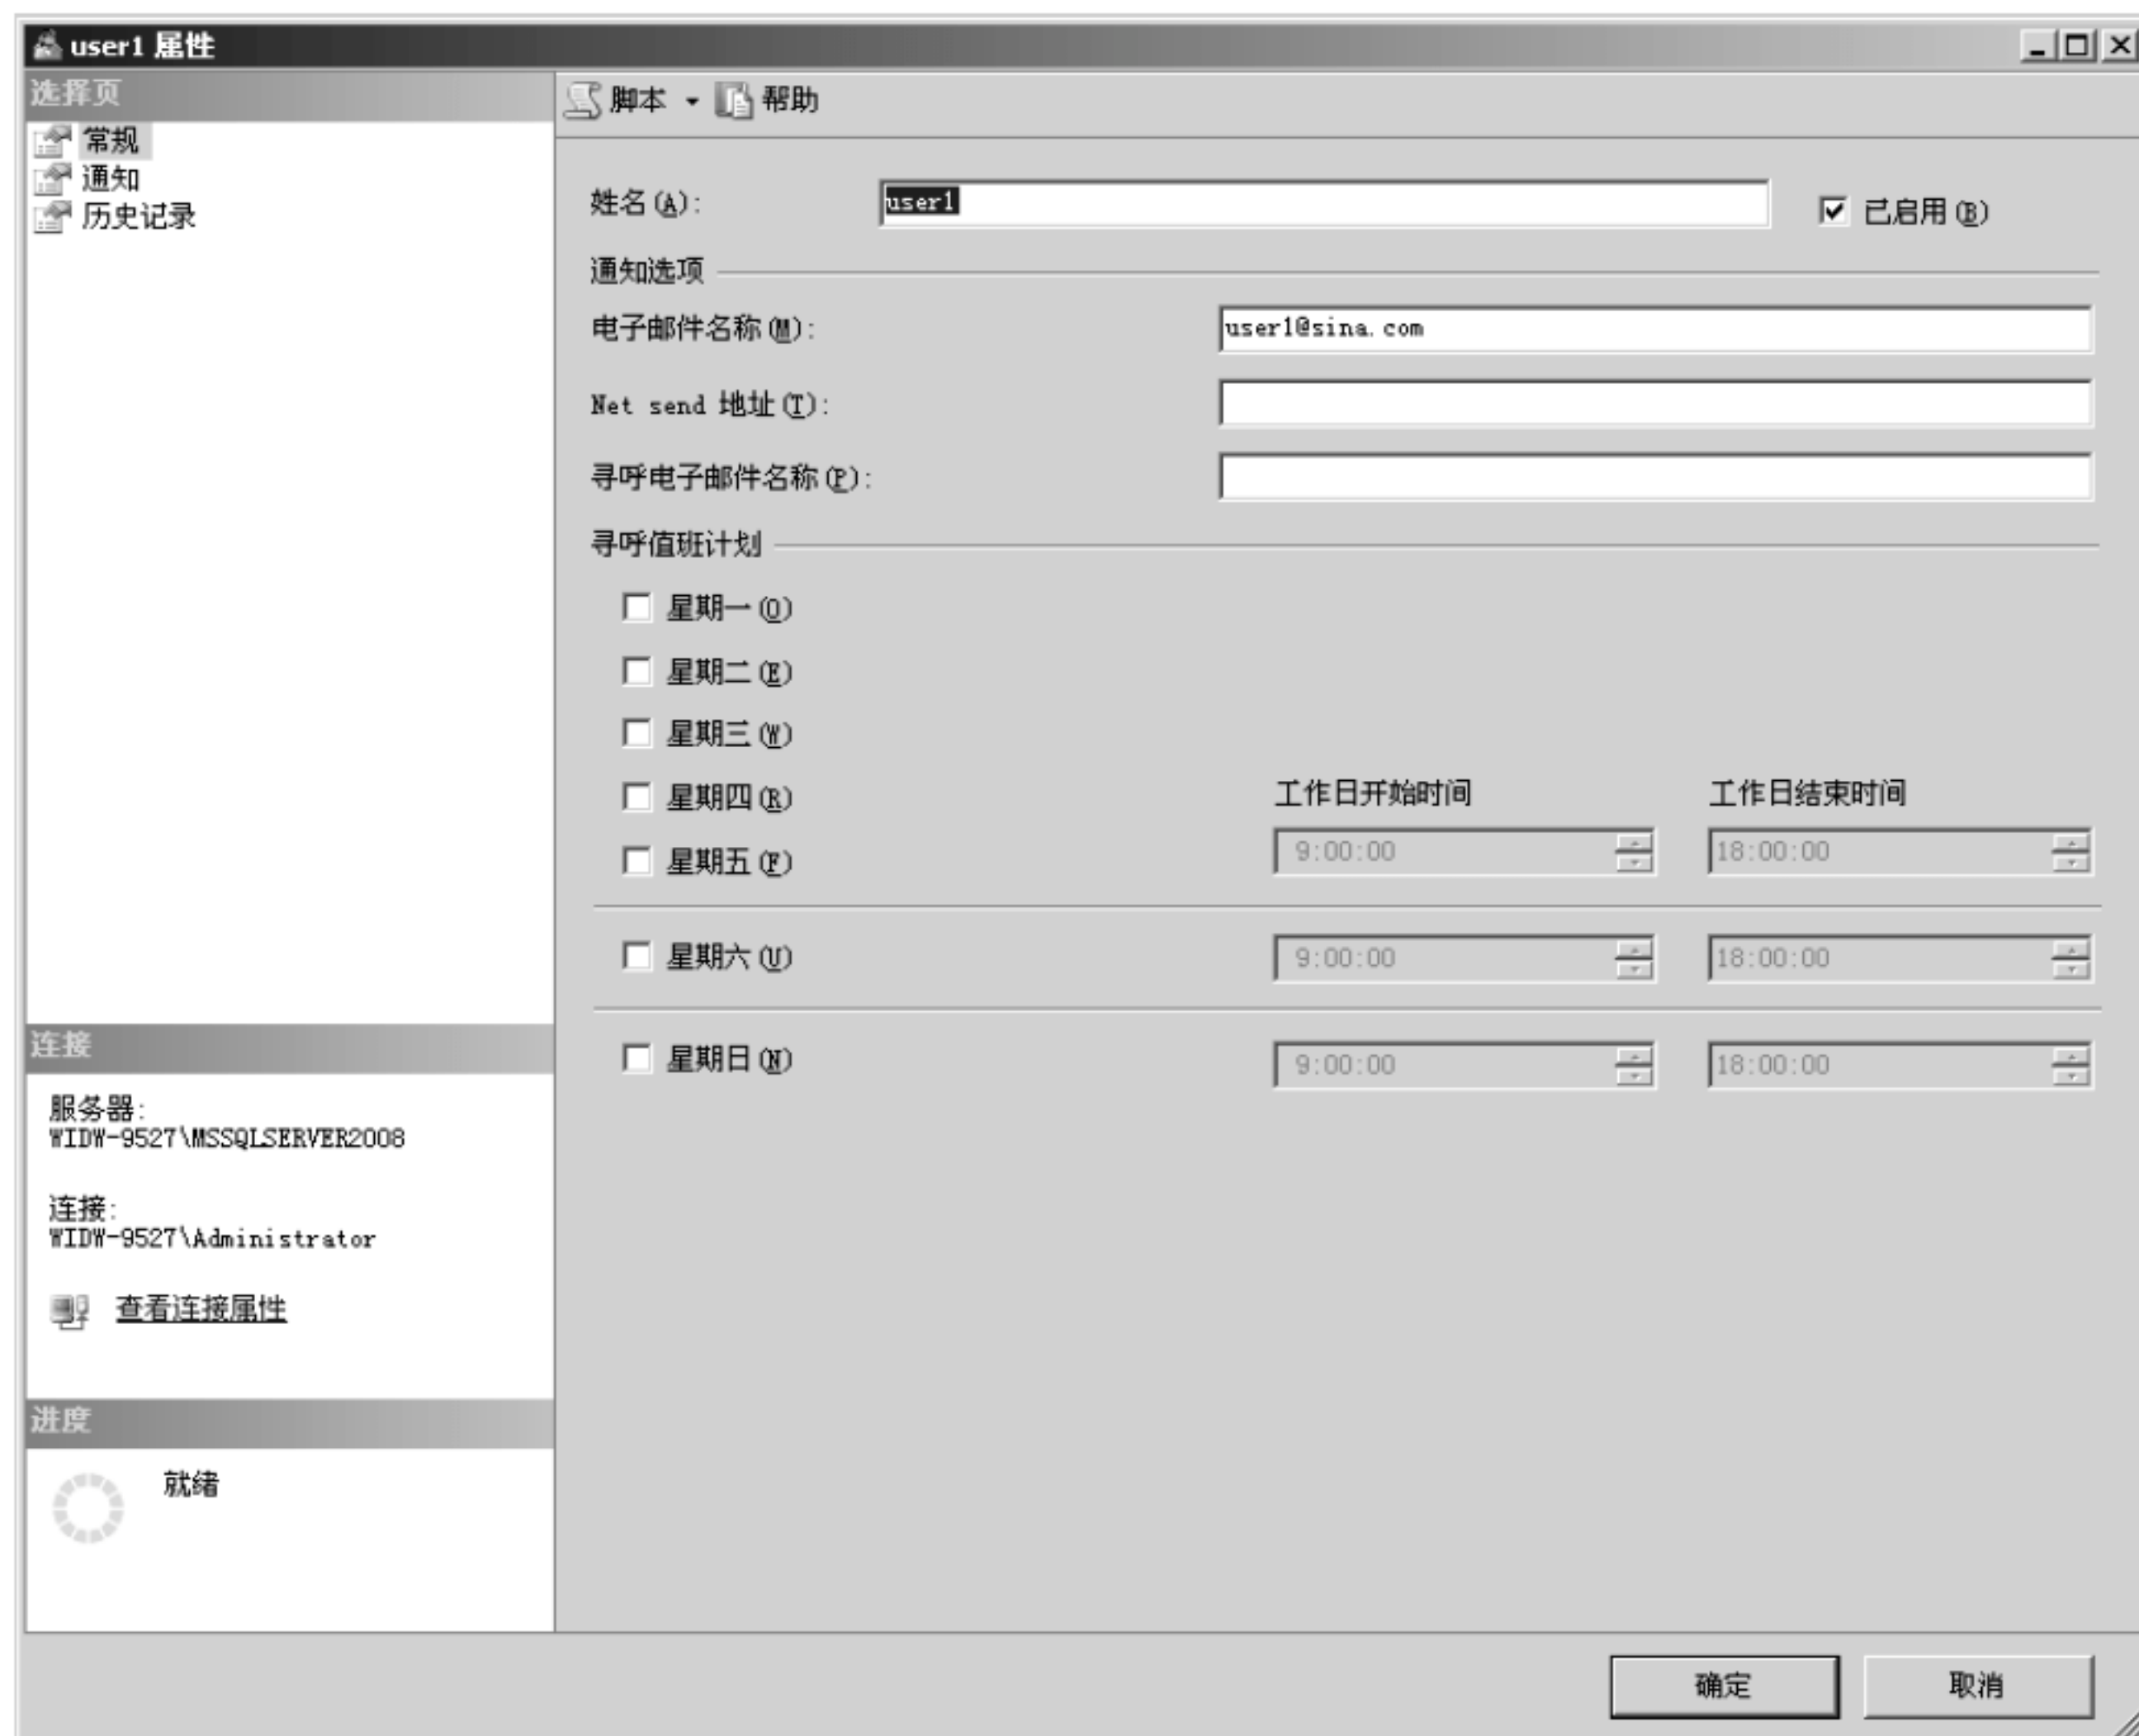 user1 属性
选择页
常规
通知
历史记录
脚本 帮助
姓名(A): user1 已启用(B)
通知选项
电子邮件名称(M): user1@sina.com
Net send 地址(T):
寻呼电子邮件名称(P):
寻呼值班计划
星期一(O)
星期二(E)
星期三(W)
星期四(R) 工作日开始时间 工作日结束时间
星期五(F) 9:00:00 18:00:00
星期六(U) 9:00:00 18:00:00
星期日(N) 9:00:00 18:00:00
连接
服务器:
WIDW-9527\MSSQLSERVER2008
连接:
WIDW-9527\Administrator
查看连接属性
进度
就绪
确定 取消